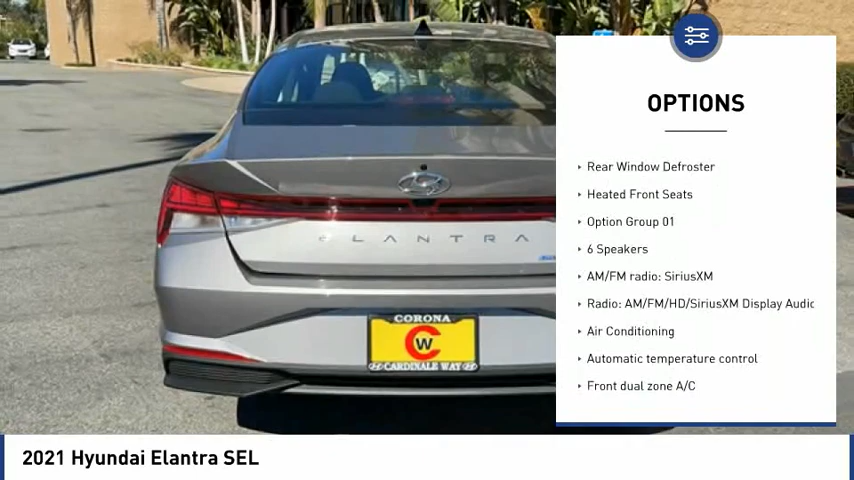 OPTIONS
Rear Window Defroster
Heated Front Seats
Option Group 01
6 Speakers
AM/FM radio: SiriusXM
Radio: AM/FM/HD/SiriusXM Display Audio
Air Conditioning
Automatic temperature control
Front dual zone A/C
ELANTRA
CORONA
C W
CARDINALE WAY
2021 Hyundai Elantra SEL